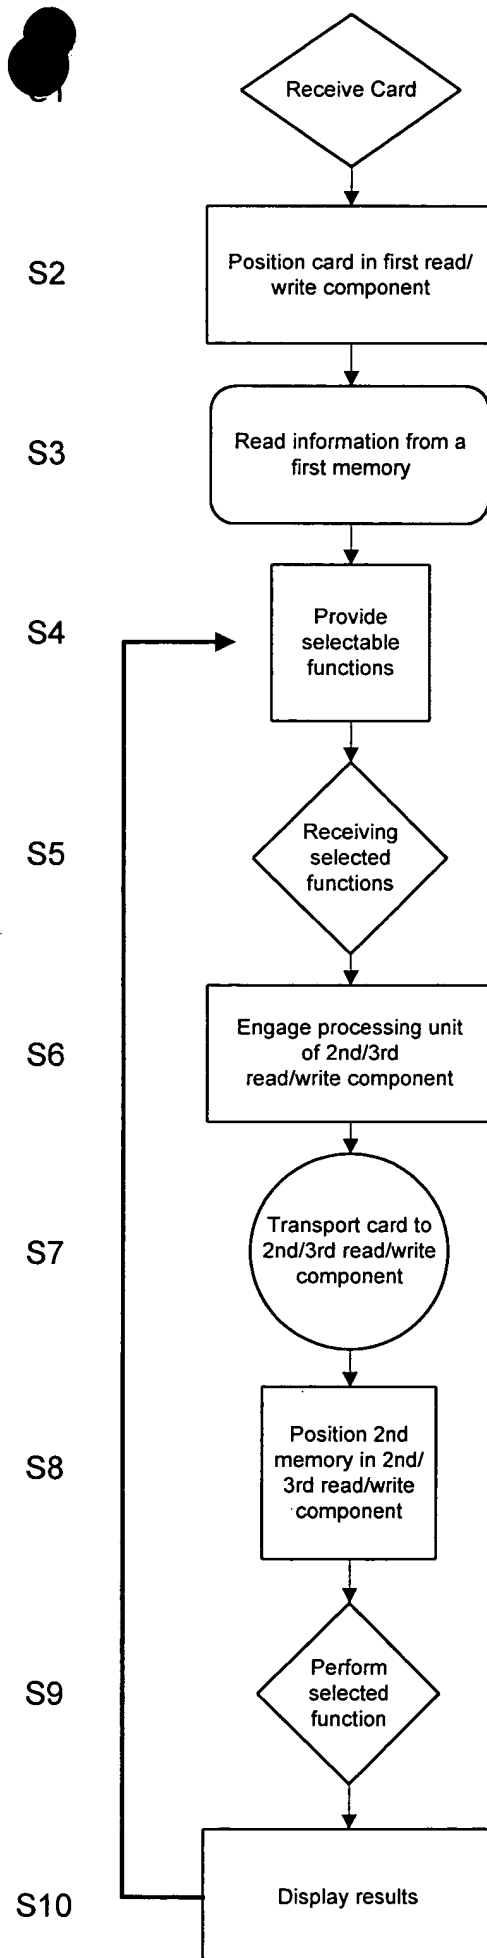 Receive Card
S2
Position card in first read/
write component
S3
Read information from a
first memory
S4
Provide
selectable
functions
S5
Receiving
selected
functions
S6
Engage processing unit
of 2nd/3rd
read/write component
S7
Transport card to
2nd/3rd read/write
component
S8
Position 2nd
memory in 2nd/
3rd read/write
component
S9
Perform
selected
function
S10
Display results